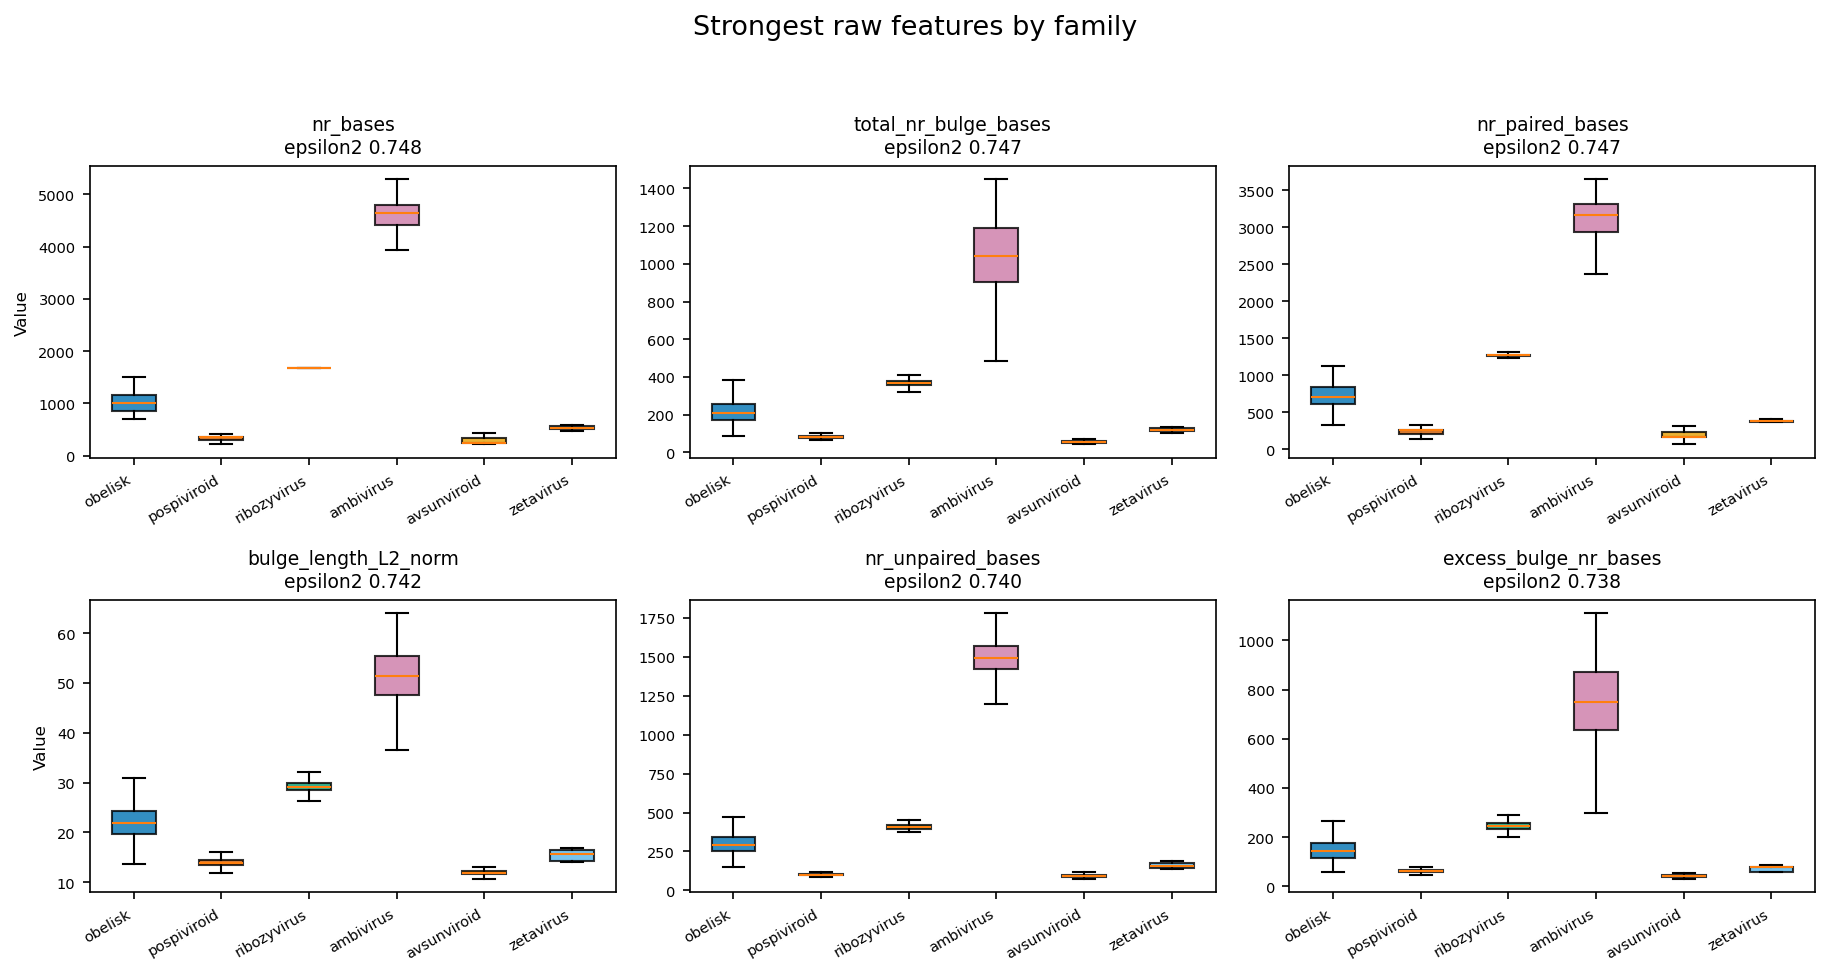 Strongest raw features by family
nr_bases
epsilon2 0.748
Value
5000
4000
3000
2000
1000
0
obelisk
pospiviroid
ribozyvirus
ambivirus
avsunviroid
zetavirus
total_nr_bulge_bases
epsilon2 0.747
1400
1200
1000
800
600
400
200
0
obelisk
pospiviroid
ribozyvirus
ambivirus
avsunviroid
zetavirus
nr_paired_bases
epsilon2 0.747
3500
3000
2500
2000
1500
1000
500
0
obelisk
pospiviroid
ribozyvirus
ambivirus
avsunviroid
zetavirus
bulge_length_L2_norm
epsilon2 0.742
Value
60
50
40
30
20
10
obelisk
pospiviroid
ribozyvirus
ambivirus
avsunviroid
zetavirus
nr_unpaired_bases
epsilon2 0.740
1750
1500
1250
1000
750
500
250
0
obelisk
pospiviroid
ribozyvirus
ambivirus
avsunviroid
zetavirus
excess_bulge_nr_bases
epsilon2 0.738
1000
800
600
400
200
0
obelisk
pospiviroid
ribozyvirus
ambivirus
avsunviroid
zetavirus